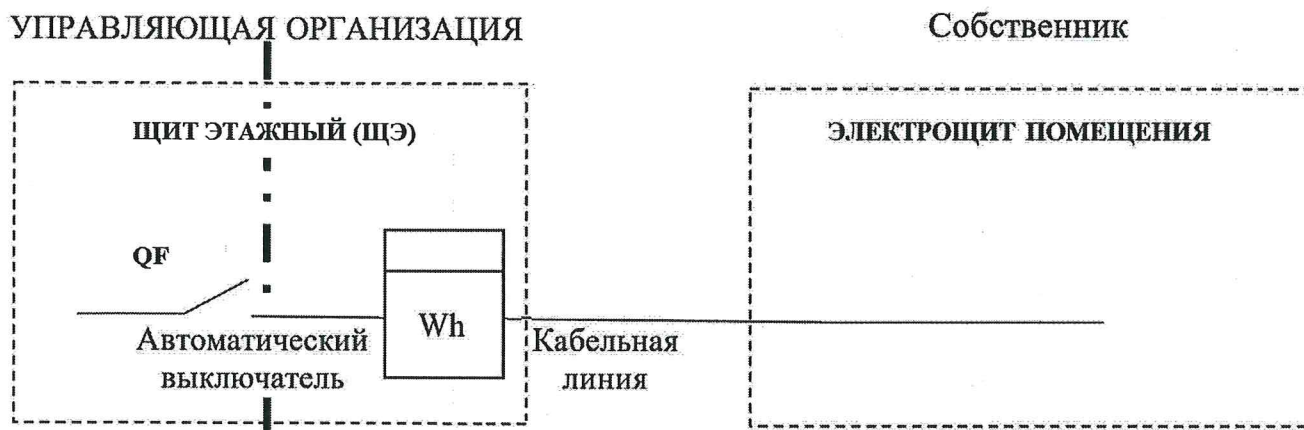 УПРАВЛЯЮЩАЯ ОРГАНИЗАЦИЯ
Собственник
ЩИТ ЭТАЖНЫЙ (ЩЭ)
ЭЛЕКТРОЩИТ ПОМЕЩЕНИЯ
QF
Wh
Автоматический
выключатель
Кабельная
линия